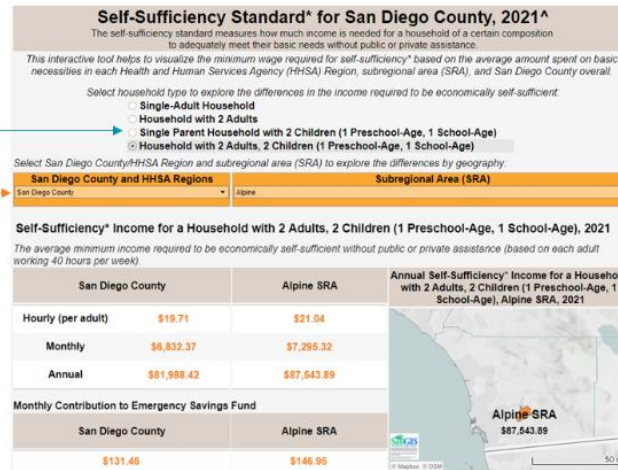 Self-Sufficiency Standard* for San Diego County, 2021^
The self-sufficiency standard measures how much income is needed for a household of a certain composition
to adequately meet their basic needs without public or private assistance.
This interactive tool helps to visualize the minimum wage required for self-sufficiency* based on the average amount spent on basic
necessities in each Health and Human Services Agency (HHSA) Region, subregional area (SRA), and San Diego County overall.
Select household type to explore the differences in the income required to be economically self-sufficient:
Single-Adult Household
Household with 2 Adults
Single Parent Household with 2 Children (1 Preschool-Age, 1 School-Age)
Household with 2 Adults, 2 Children (1 Preschool-Age, 1 School-Age)
Select San Diego County/HHSA Region and subregional area (SRA) to explore the differences by geography:
San Diego County and HHSA Regions
Subregional Area (SRA)
San Diego County
Alpine
Self-Sufficiency* Income for a Household with 2 Adults, 2 Children (1 Preschool-Age, 1 School-Age), 2021
The average minimum income required to be economically self-sufficient without public or private assistance (based on each adult
working 40 hours per week).
San Diego County
Alpine SRA
Hourly (per adult) $19.71 $21.04
Monthly $6,832.37 $7,295.32
Annual $81,988.42 $87,543.89
Annual Self-Sufficiency* Income for a Househo
with 2 Adults, 2 Children (1 Preschool-Age, 1
School-Age), Alpine SRA, 2021
Alpine SRA
$87,543.89
SanGIS
© Mapbox © OSM
50
Monthly Contribution to Emergency Savings Fund
San Diego County
Alpine SRA
$131.46 $146.95